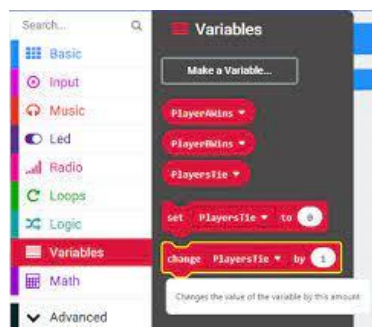 Search...
Basic
Input
Music
Led
Radio
Loops
Logic
Variables
Math
Advanced
Variables
Make a Variable...
PlayerAWins
PlayerBWins
PlayersTie
set PlayersTie to 0
change PlayersTie by 1
Changes the value of the variable by this amount